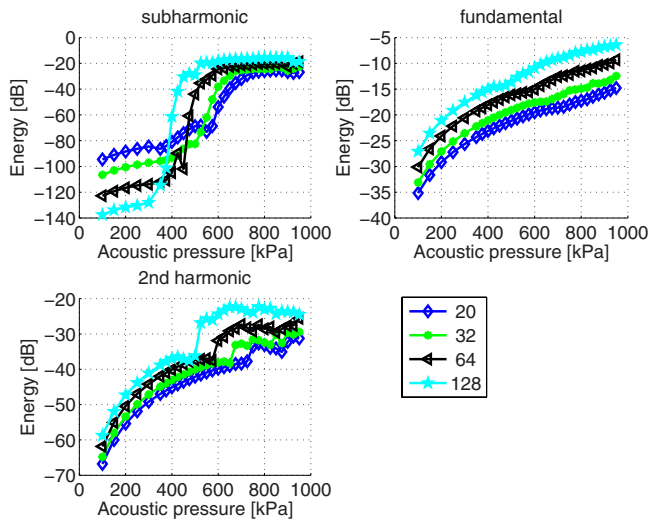 subharmonic
0
−20
−40
−60
−80
−100
−120
−140
Energy [dB]
0 200 400 600 800 1000
Acoustic pressure [kPa]
fundamental
−5
−10
−15
−20
−25
−30
−35
−40
Energy [dB]
0 200 400 600 800 1000
Acoustic pressure [kPa]
2nd harmonic
−20
−30
−40
−50
−60
−70
Energy [dB]
0 200 400 600 800 1000
Acoustic pressure [kPa]
20
32
64
128